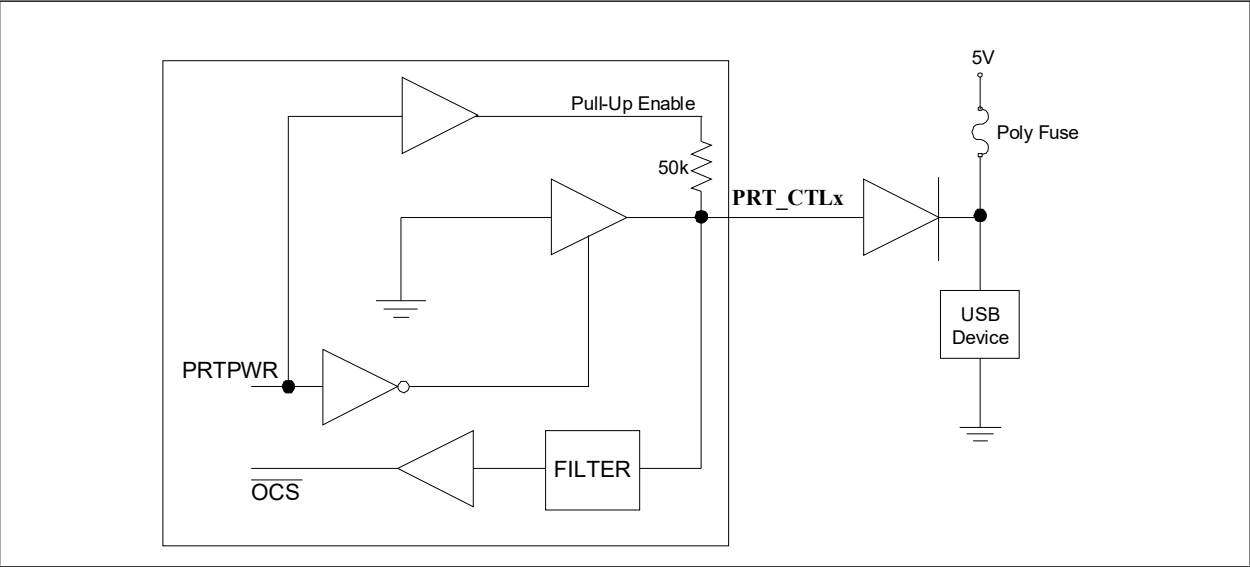 5V
Pull-Up Enable
Poly Fuse
50k
PRT_CTLx
USB
Device
PRTPWR
FILTER
OCS